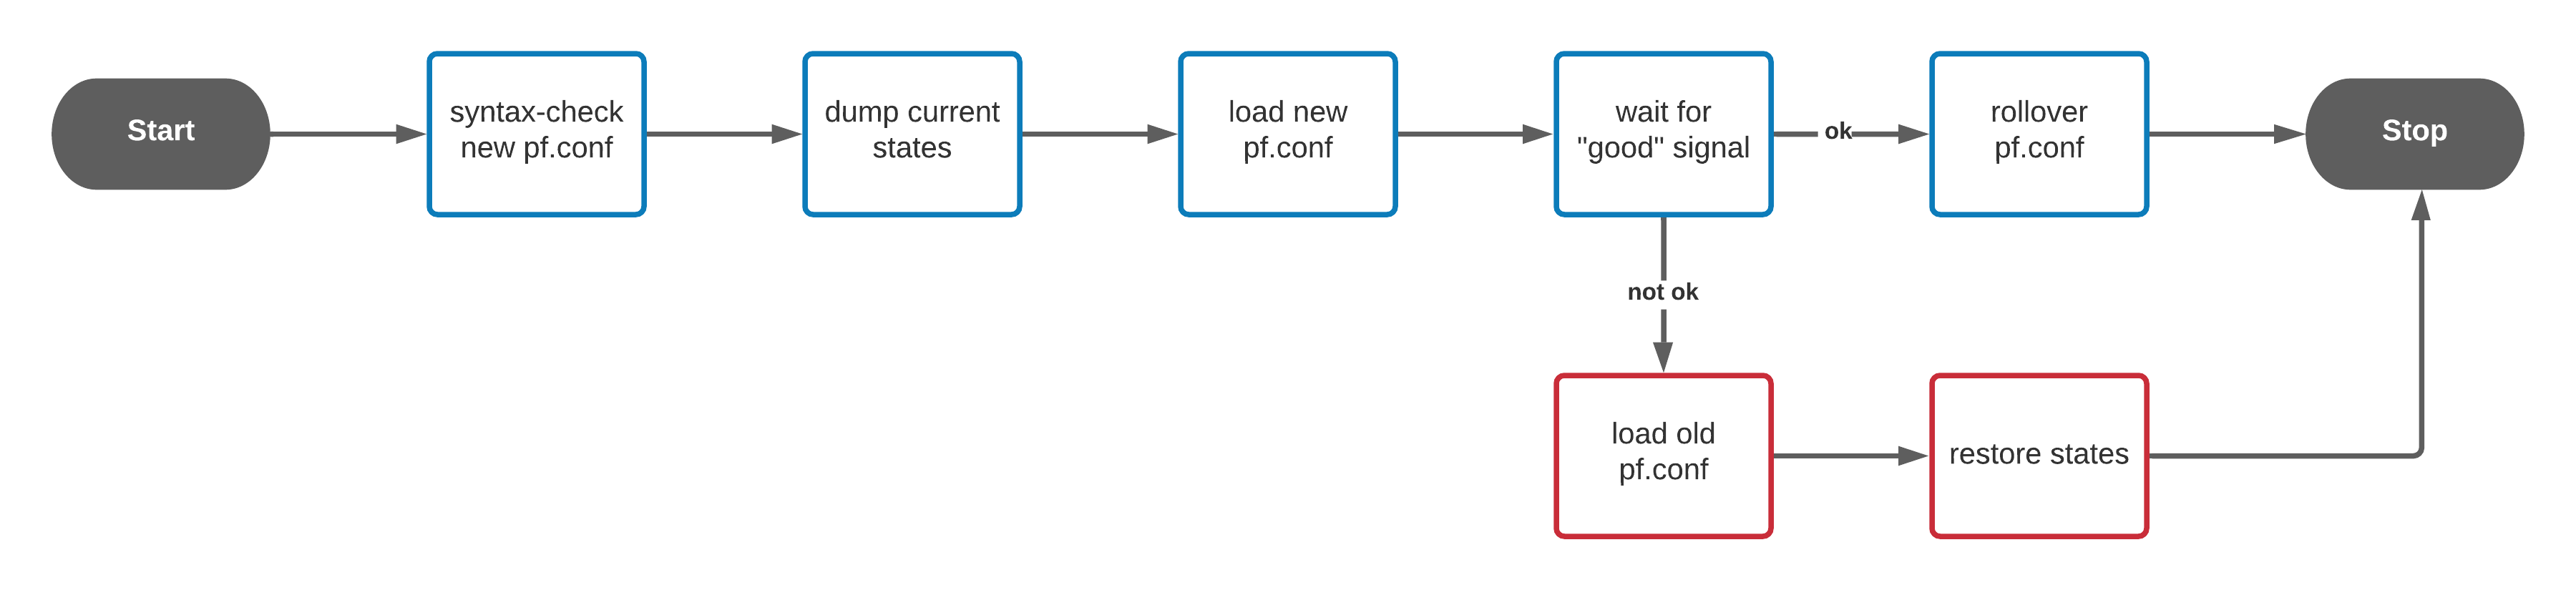 Start
syntax-check
new pf.conf
dump current
states
load new
pf.conf
wait for
"good" signal
ok
rollover
pf.conf
Stop
not ok
load old
pf.conf
restore states